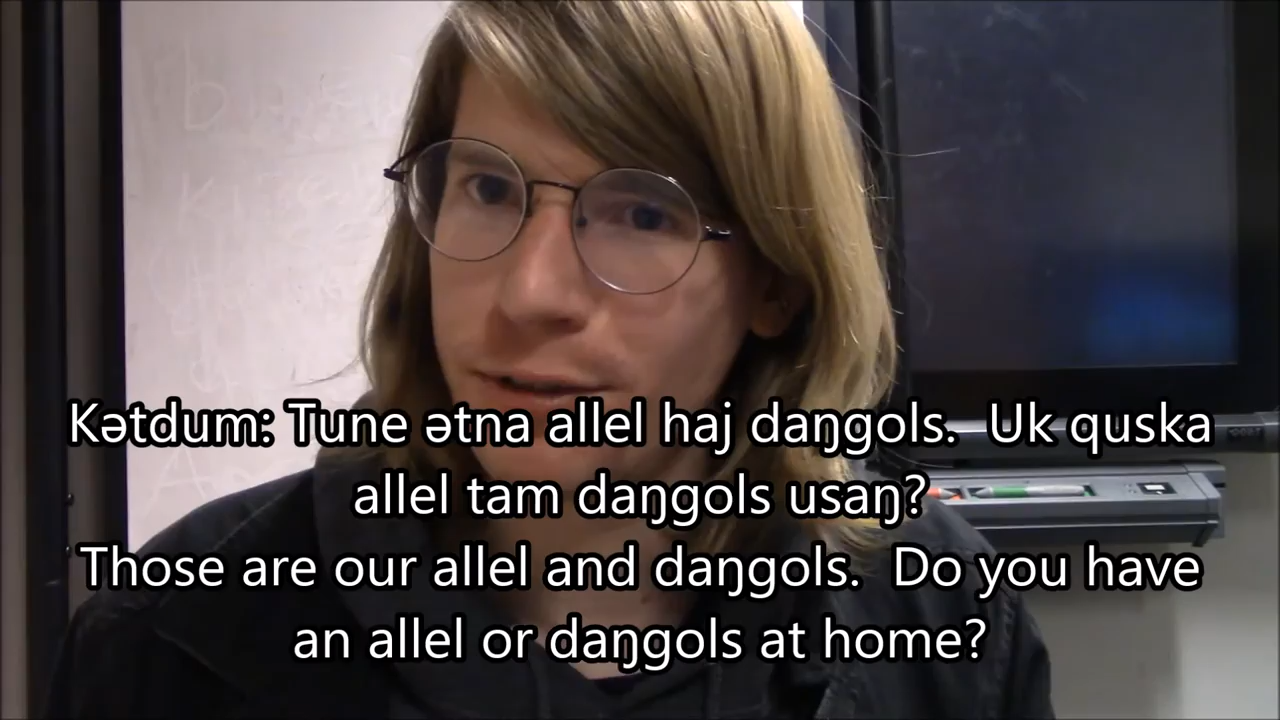 Kətdum: Tune ətna allel haj daŋgols.  Uk quska
allel tam daŋgols usaŋ?
Those are our allel and daŋgols.  Do you have
an allel or daŋgols at home?